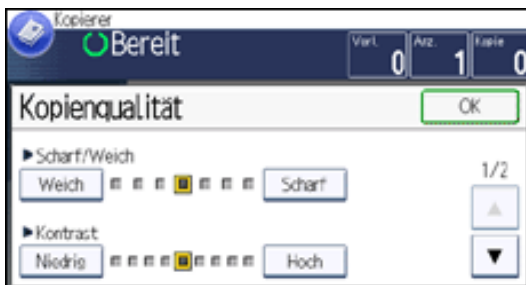 Kopierer
Bereit
Vorl. Anz. Kopie
0 1 0
Kopienqualität OK
►Scharf/Weich
Weich Scharf
1/2
►Kontrast
Niedrig Hoch